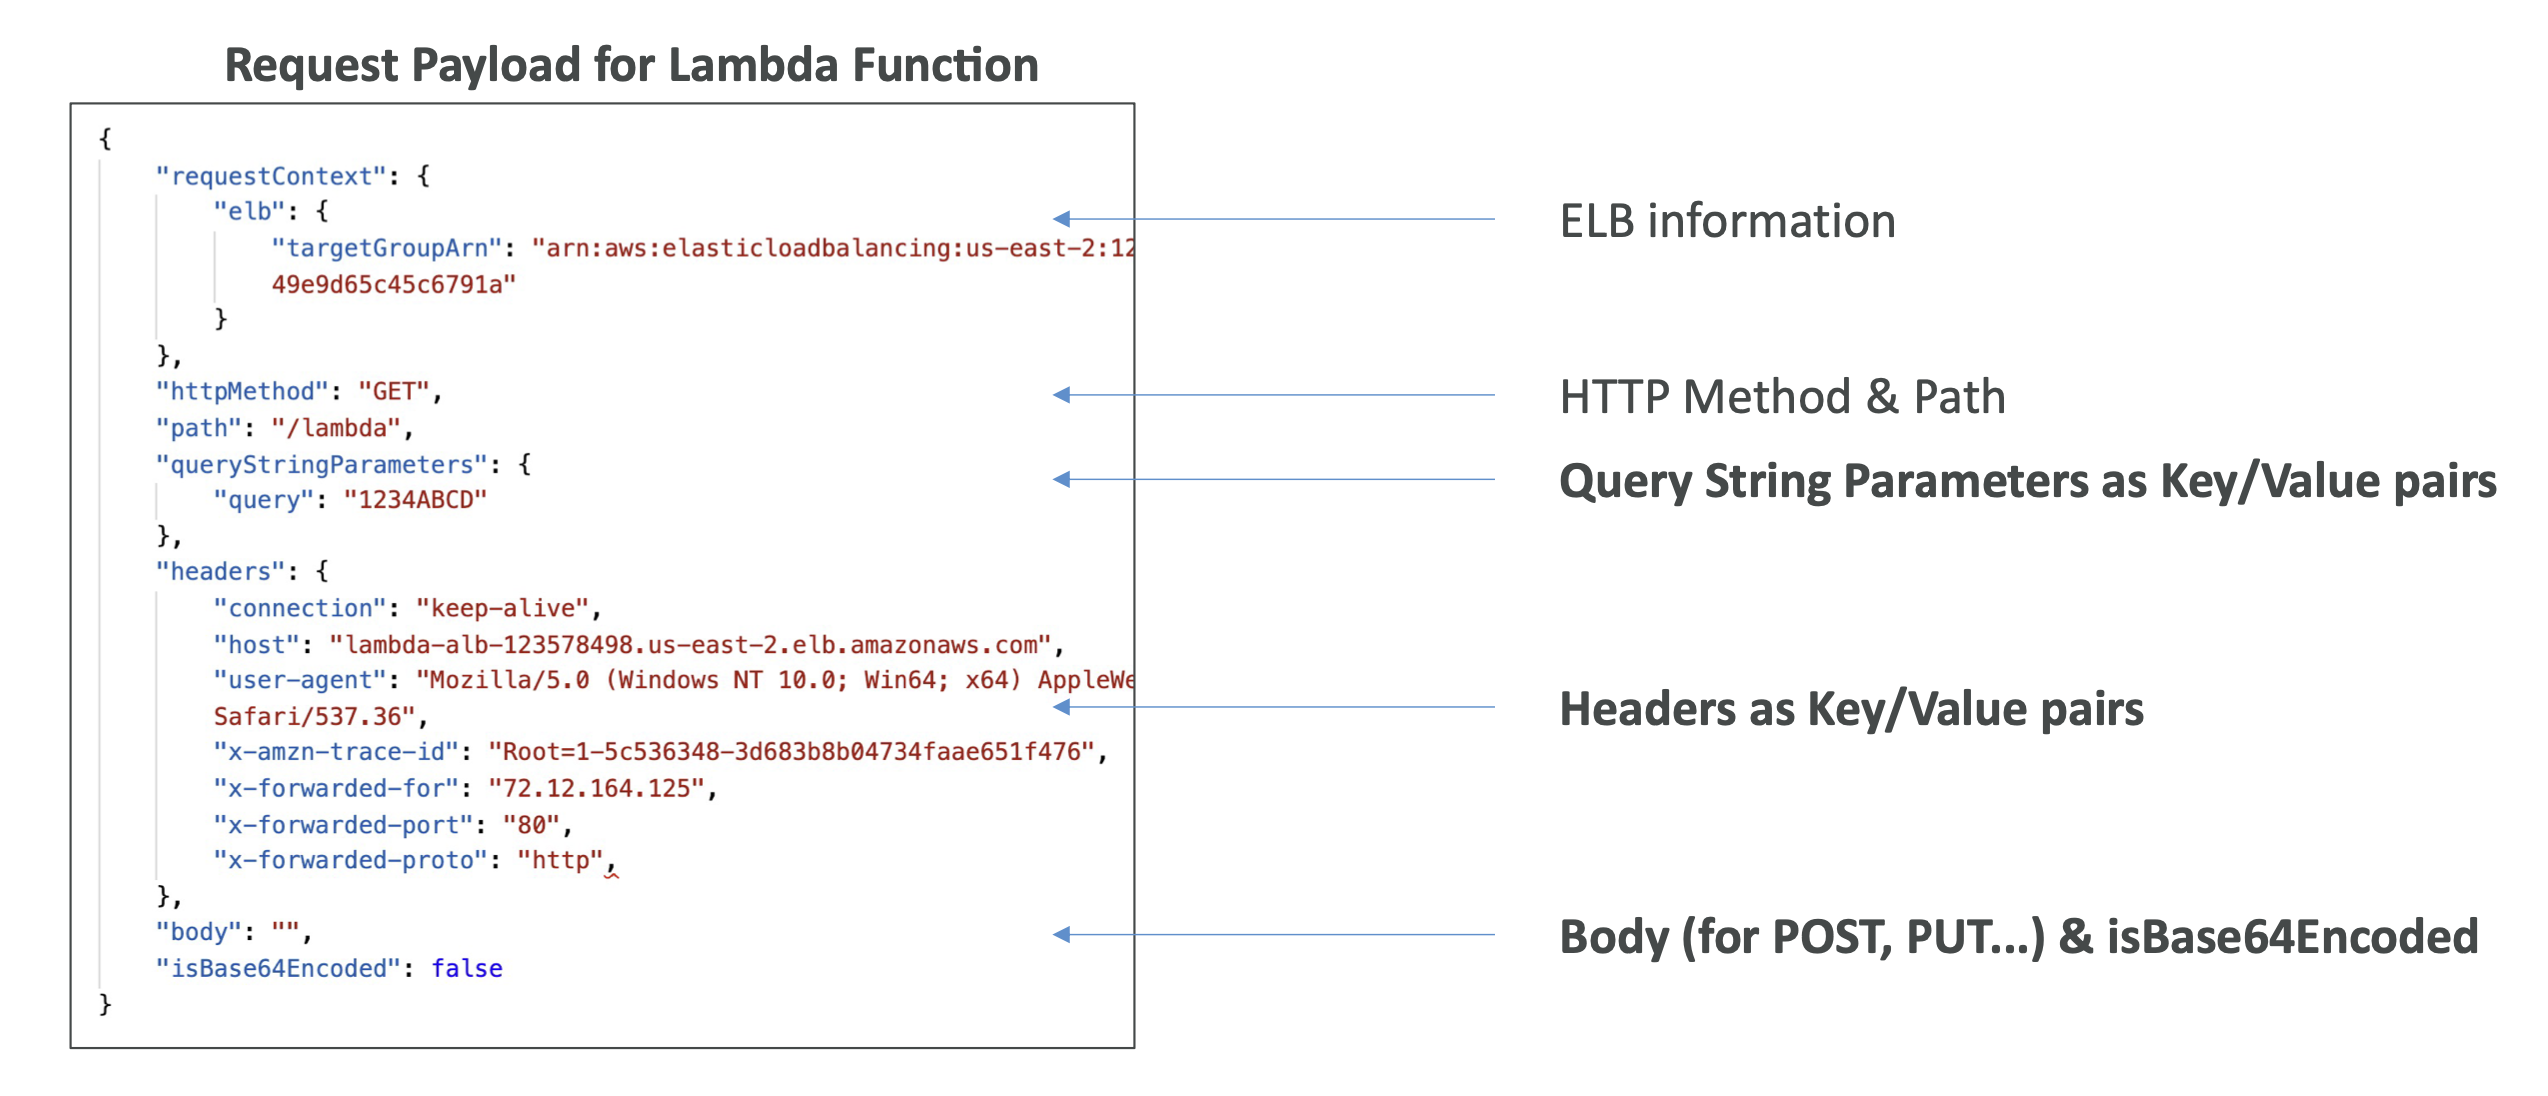 Request Payload for Lambda Function
{
"requestContext": {
"elb": {
"targetGroupArn": "arn:aws:elasticloadbalancing:us-east-2:12
49e9d65c45c6791a"
}
},
"httpMethod": "GET",
"path": "/lambda",
"queryStringParameters": {
"query": "1234ABCD"
},
"headers": {
"connection": "keep-alive",
"host": "lambda-alb-123578498.us-east-2.elb.amazonaws.com",
"user-agent": "Mozilla/5.0 (Windows NT 10.0; Win64; x64) AppleWe
Safari/537.36",
"x-amzn-trace-id": "Root=1-5c536348-3d683b8b04734faae651f476",
"x-forwarded-for": "72.12.164.125",
"x-forwarded-port": "80",
"x-forwarded-proto": "http",
},
"body": "",
"isBase64Encoded": false
}
ELB information
HTTP Method & Path
Query String Parameters as Key/Value pairs
Headers as Key/Value pairs
Body (for POST, PUT...) & isBase64Encoded